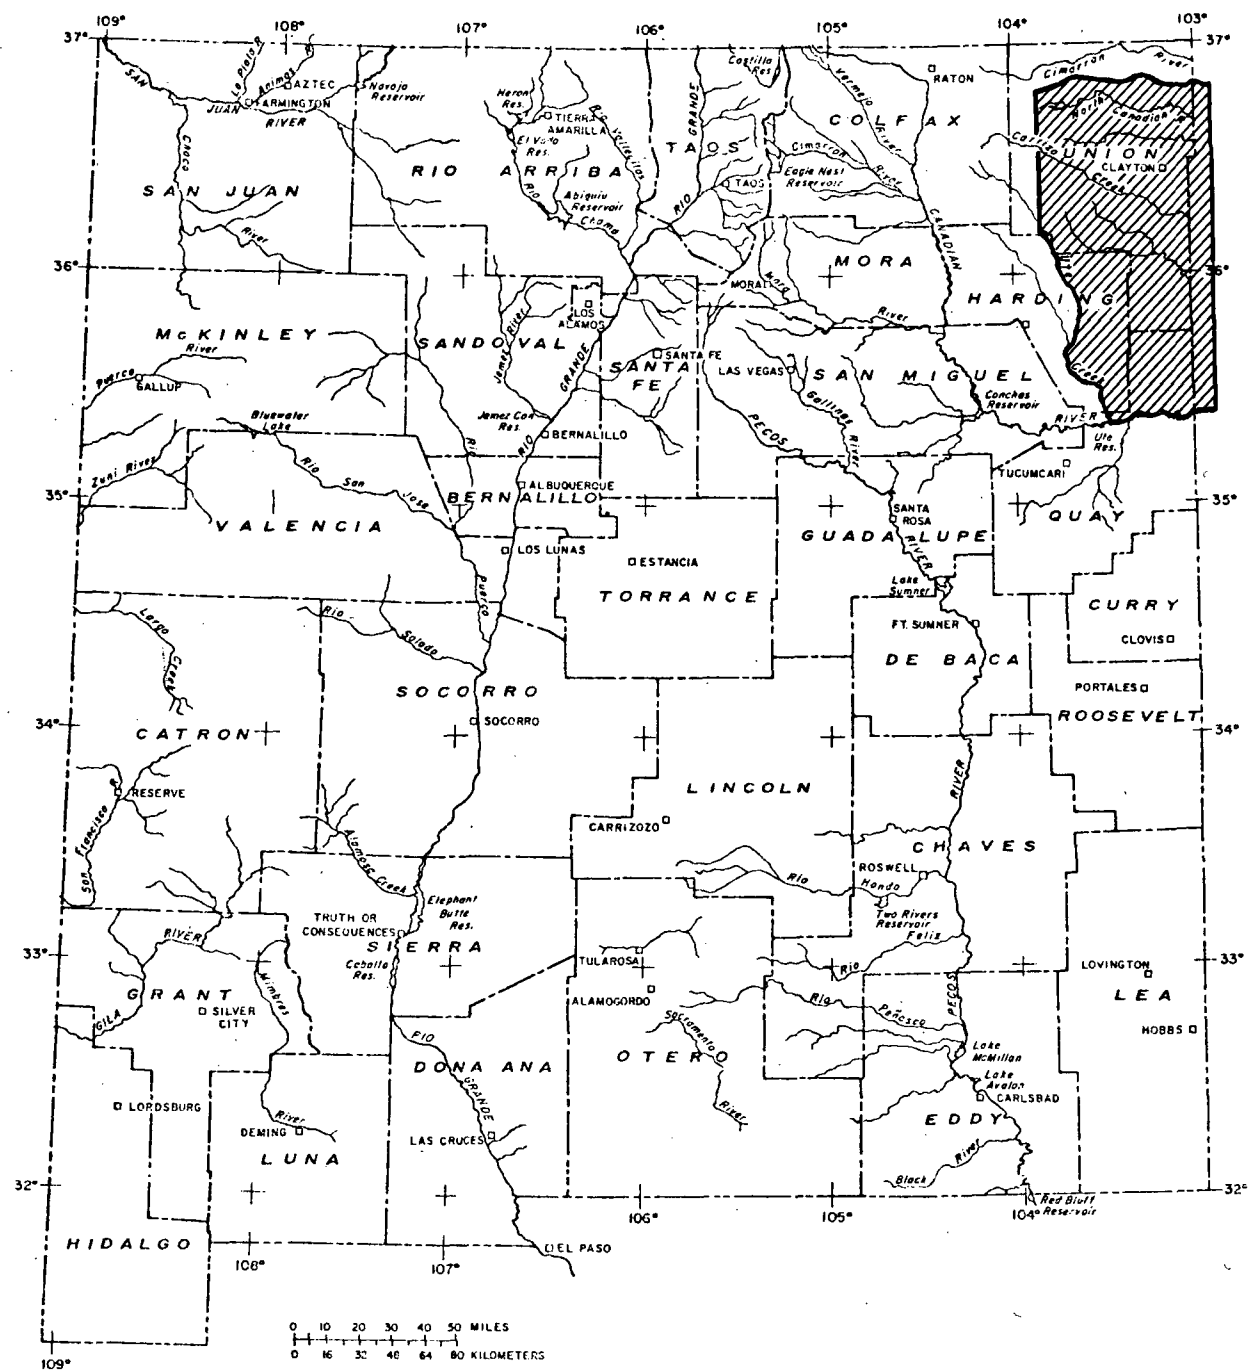 109°
108°
107°
106°
105°
104°
103°
37°
37°
SAN
JUAN
RIVER
La Plata R
Animas
R
AZTEC
FARMINGTON
Navajo
Reservoir
Chaco
River
SAN JUAN
Heron
Res.
TIERRA
AMARILLA
El Vado
Res.
Rio
Vallecitos
RIO ARRIBA
Abiquiu
Reservoir
Rio
Chama
TAOS
TAOS
RIO
GRANDE
Costilla
Res.
Vermejo
River
COLFAX
RATON
Cimarron
River
Eagle Nest
Reservoir
CANADIAN
Cimarron
River
North
Canadian R
Carrizo
Creek
UNION
CLAYTON
36°
36°
MORA
MORA
Mora
River
HARDING
Ute
Creek
McKINLEY
Puerco
River
GALLUP
SANDOVAL
Jemez River
LOS
ALAMOS
GRANDE
SANTA
FE
SANTA FE
LAS VEGAS
SAN MIGUEL
Gallinas
River
Conchas
Reservoir
RIVER
Ute
Res.
PECOS
Jemez Can
Res.
BERNALILLO
RIO
Bluewater
Lake
Rio
San
Jose
Rio
Puerco
Zuni River
35°
35°
VALENCIA
BERNALILLO
ALBUQUERQUE
LOS LUNAS
ESTANCIA
TORRANCE
TUCUMCARI
QUAY
SANTA
ROSA
GUADALUPE
RIVER
Lake
Sumner
FT. SUMNER
DE BACA
CURRY
CLOVIS
PORTALES
ROOSEVELT
Largo
Creek
Rio
Salado
SOCORRO
SOCORRO
34°
34°
CATRON
RESERVE
San
Francisco
R
LINCOLN
CARRIZOZO
RIVER
CHAVES
ROSWELL
Rio
Hondo
Two Rivers
Reservoir
Felix
Rio
Alamosa Creek
Elephant
Butte
Res.
TRUTH OR
CONSEQUENCES
SIERRA
Caballo
Res.
33°
33°
RIVER
GILA
GRANT
SILVER
CITY
Mimbres
River
TULAROSA
ALAMOGORDO
Sacramento
River
OTERO
Rio
Peñasco
PECOS
LOVINGTON
LEA
HOBBS
Lake
McMillan
Lake
Avalon
CARLSBAD
EDDY
Black
River
RIO
GRANDE
DONA ANA
LAS CRUCES
LORDSBURG
DEMING
LUNA
32°
32°
106°
105°
104°
Red Bluff
Reservoir
HIDALGO
108°
107°
EL PASO
0 10 20 30 40 50 MILES
0 16 32 48 64 80 KILOMETERS
109°